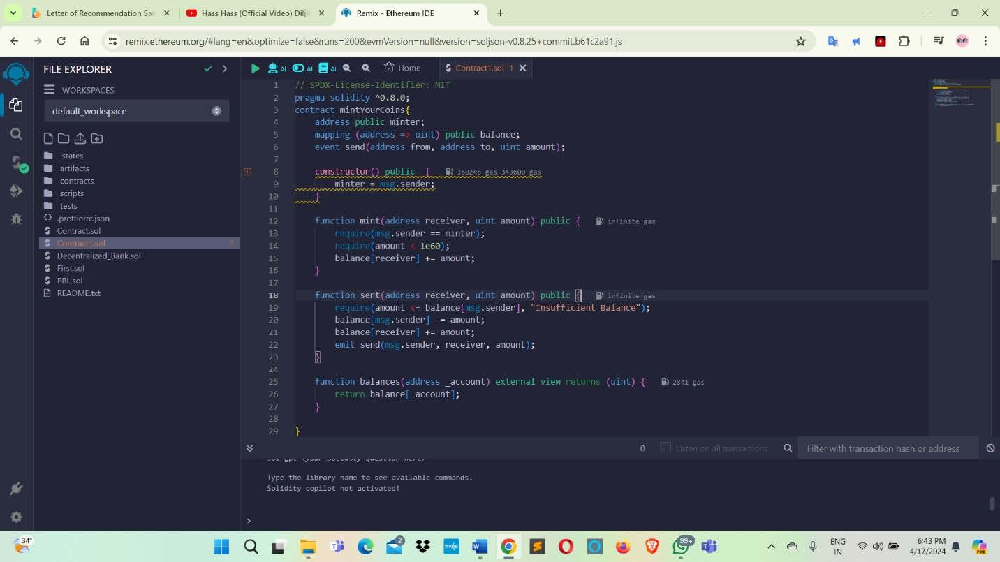 Letter of Recommendation Sa
Hass Hass (Official Video) Dilji
Remix - Ethereum IDE
remix.ethereum.org/#lang=en&optimize=false&runs=200&evmVersion=null&version=soljson-v0.8.25+commit.b61c2a91.js
FILE EXPLORER
WORKSPACES
default_workspace
.states
artifacts
contracts
scripts
tests
.prettierrc.json
Contract.sol
Contract1.sol 1
Decentralized_Bank.sol
First.sol
PBL.sol
README.txt
AI AI AI Home Contract1.sol 1
1 // SPDX-License-Identifier: MIT
2 pragma solidity ^0.8.0;
3 contract mintYourCoins{
4 address public minter;
5 mapping (address => uint) public balance;
6 event send(address from, address to, uint amount);
7
8 constructor() public { 368246 gas 343600 gas
9 minter = msg.sender;
10 }
11
12 function mint(address receiver, uint amount) public { infinite gas
13 require(msg.sender == minter);
14 require(amount < 1e60);
15 balance[receiver] += amount;
16 }
17
18 function sent(address receiver, uint amount) public { infinite gas
19 require(amount <= balance[msg.sender], "Insufficient Balance");
20 balance[msg.sender] -= amount;
21 balance[receiver] += amount;
22 emit send(msg.sender, receiver, amount);
23 }
24
25 function balances(address _account) external view returns (uint) { 2841 gas
26 return balance[_account];
27 }
28
29 }
0 Listen on all transactions Filter with transaction hash or address
Type the library name to see available commands.
Solidity copilot not activated!
>
34°
2
myhp
99+
ENG
IN
6:43 PM
4/17/2024
PRE